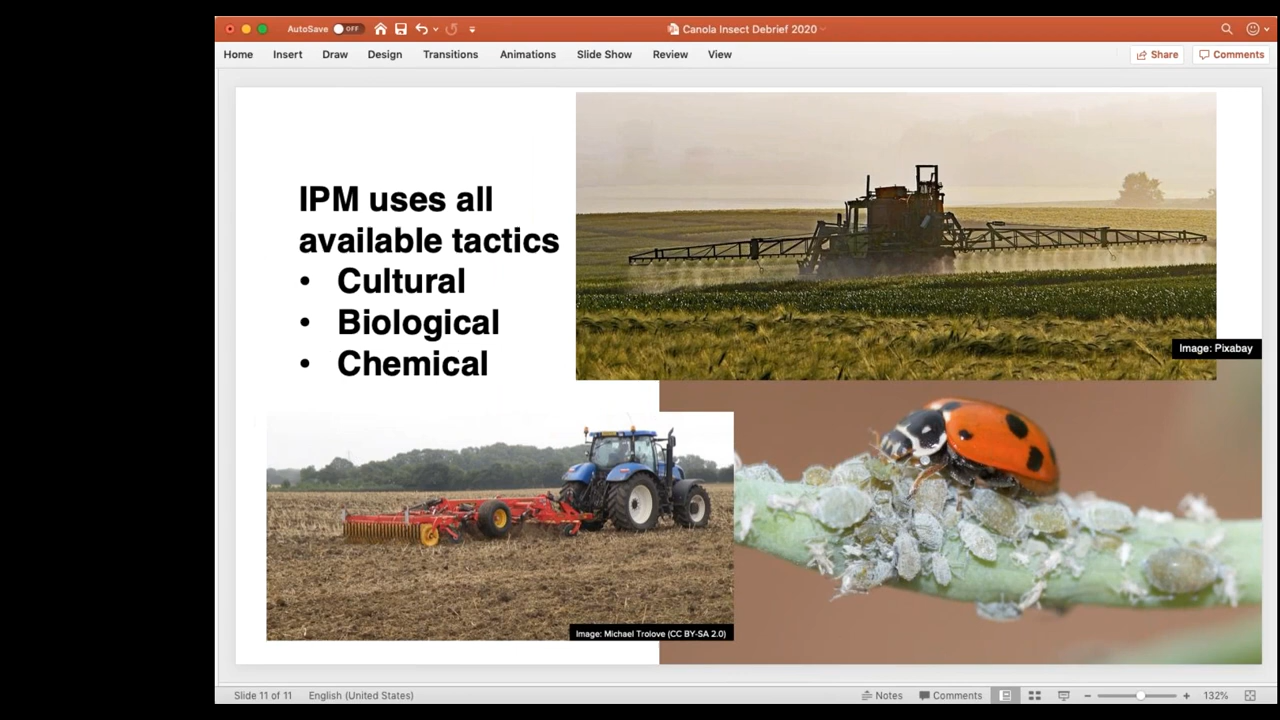 AutoSave OFF Canola Insect Debrief 2020
Home Insert Draw Design Transitions Animations Slide Show Review View Share Comments
IPM uses all
available tactics
• Cultural
• Biological
• Chemical
Image: Pixabay
Image: Michael Trolove (CC BY-SA 2.0)
Slide 11 of 11 English (United States) Notes Comments 132%